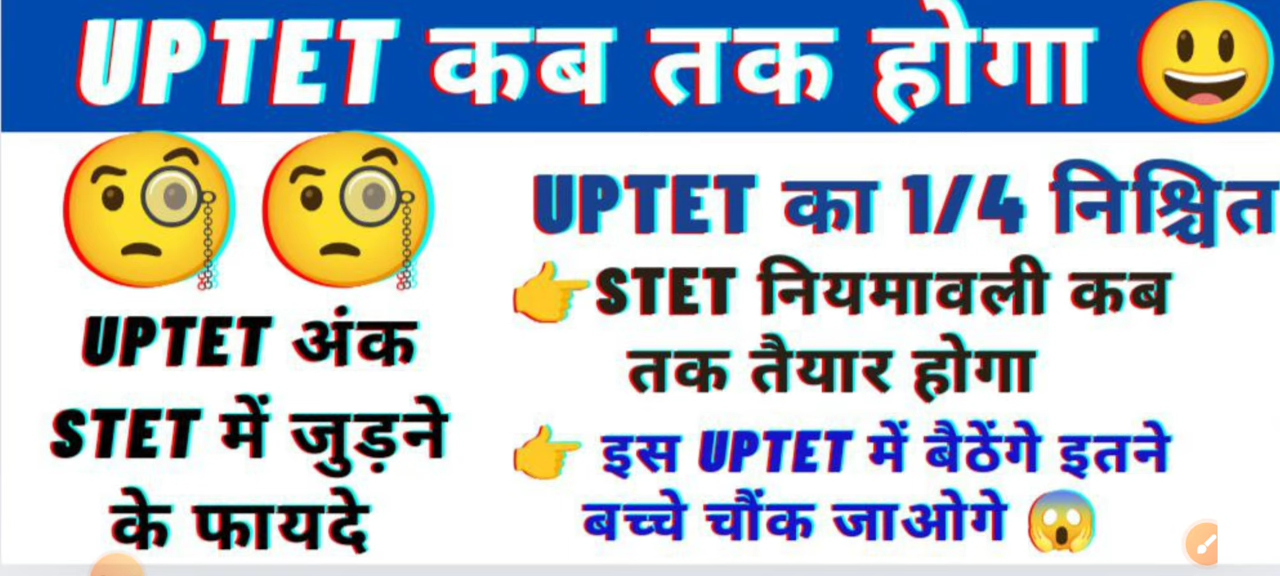 UPTET कब तक होगा
UPTET अंक
STET में जुड़ने
के फायदे
UPTET का 1/4 निश्चित
STET नियमावली कब
तक तैयार होगा
इस UPTET में बैठेंगे इतने
बच्चे चौंक जाओगे